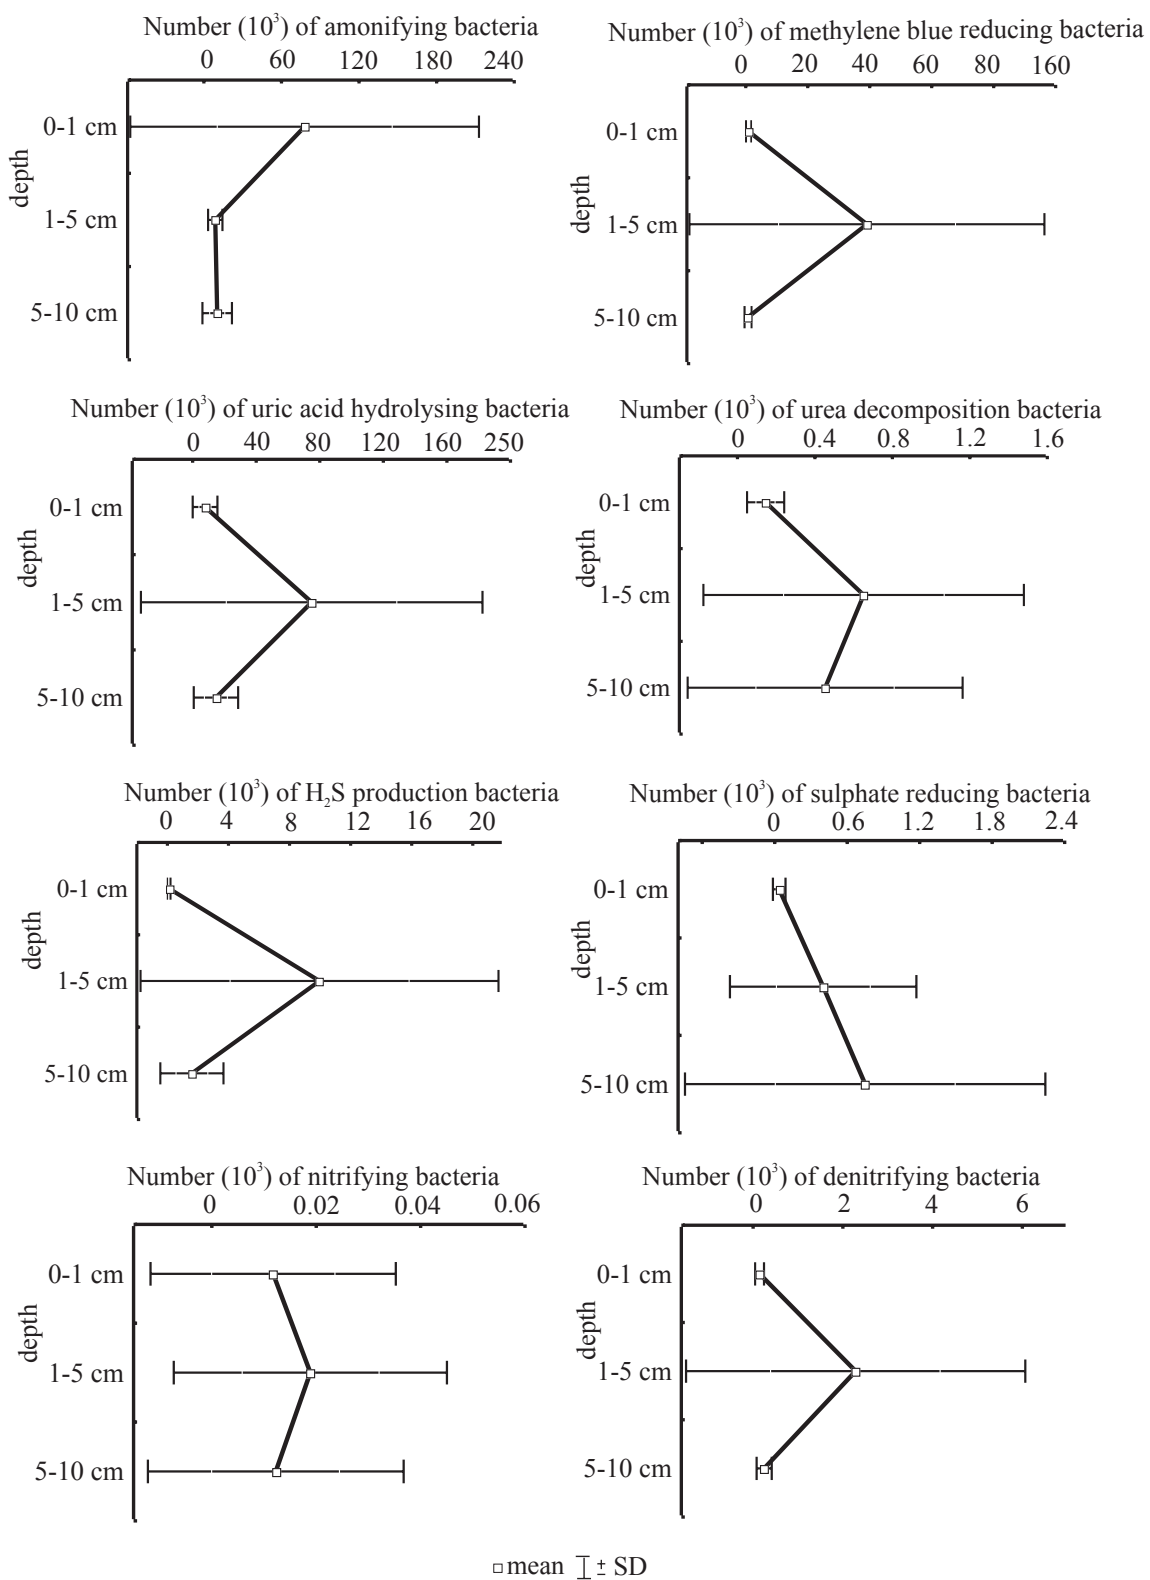 Number (10³) of amonifying bacteria
0 60 120 180 240
0-1 cm
1-5 cm
5-10 cm
depth
Number (10³) of methylene blue reducing bacteria
0 20 40 60 80 160
0-1 cm
1-5 cm
5-10 cm
depth
Number (10³) of uric acid hydrolysing bacteria
0 40 80 120 160 250
0-1 cm
1-5 cm
5-10 cm
depth
Number (10³) of urea decomposition bacteria
0 0.4 0.8 1.2 1.6
0-1 cm
1-5 cm
5-10 cm
depth
Number (10³) of H₂S production bacteria
0 4 8 12 16 20
0-1 cm
1-5 cm
5-10 cm
depth
Number (10³) of sulphate reducing bacteria
0 0.6 1.2 1.8 2.4
0-1 cm
1-5 cm
5-10 cm
depth
Number (10³) of nitrifying bacteria
0 0.02 0.04 0.06
0-1 cm
1-5 cm
5-10 cm
depth
Number (10³) of denitrifying bacteria
0 2 4 6
0-1 cm
1-5 cm
5-10 cm
depth
mean ± SD